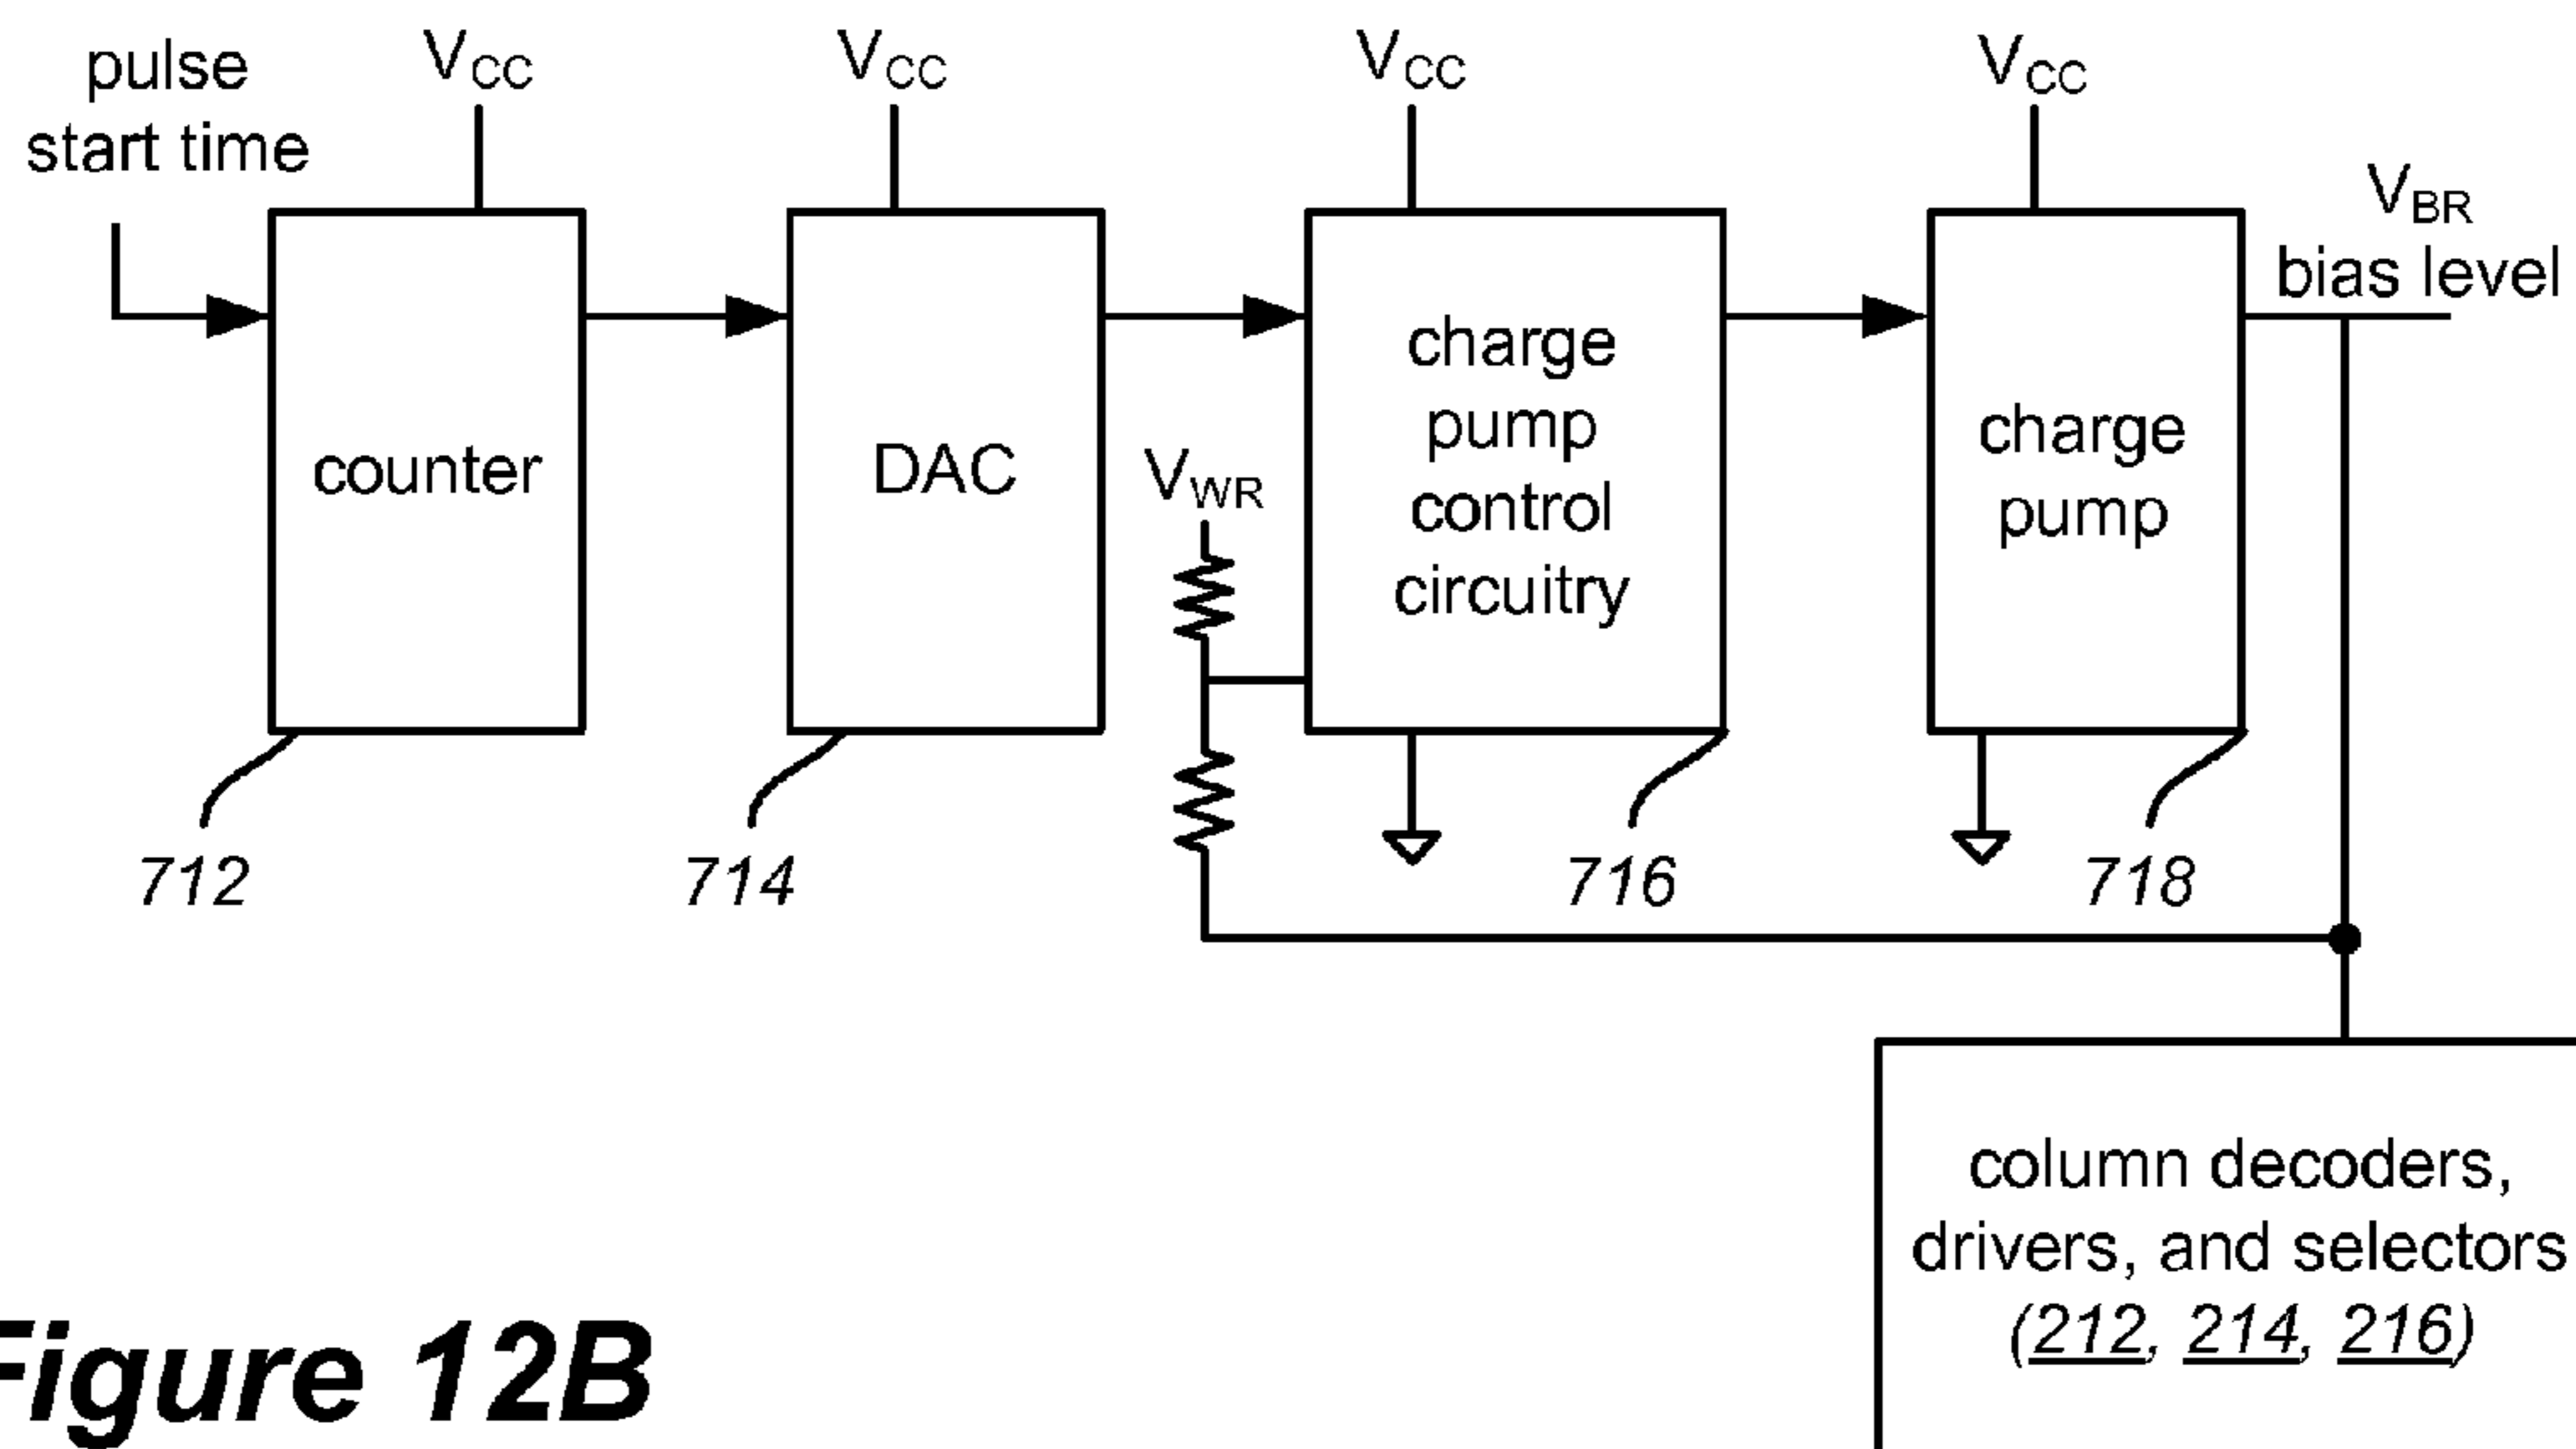 pulse
start time
VCC
VCC
VCC
VCC
VBR
bias level
counter
DAC
VWR
charge
pump
control
circuitry
charge
pump
712
714
716
718
column decoders,
drivers, and selectors
(212, 214, 216)
Figure 12B